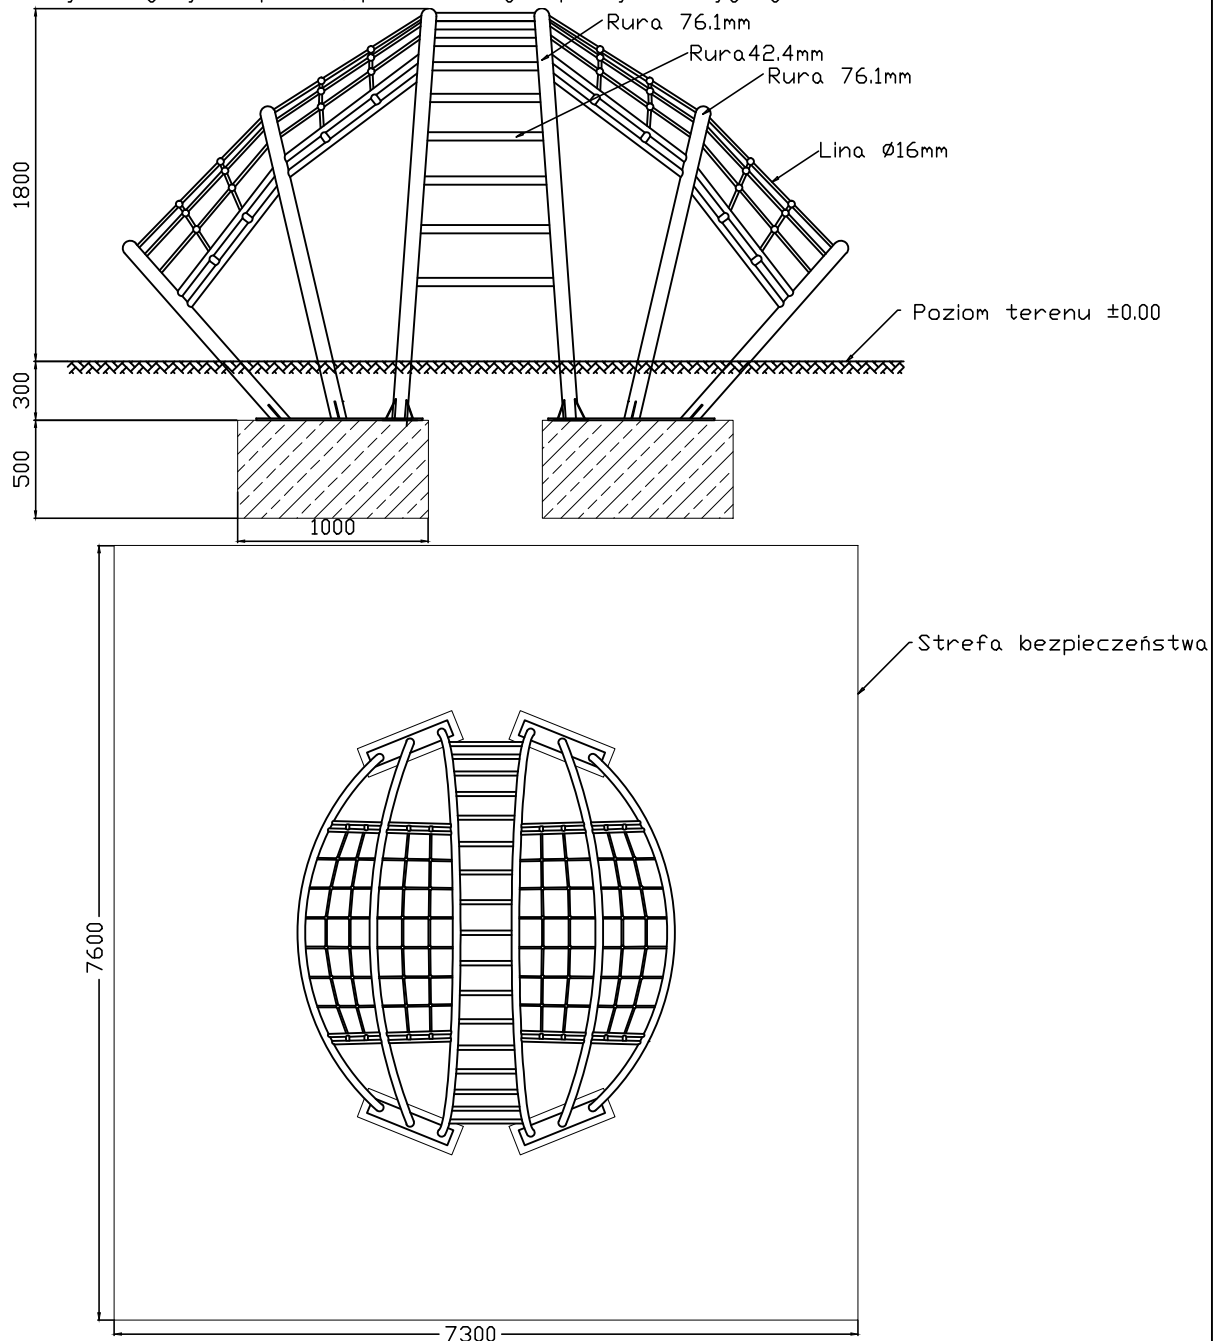 Rura 76.1mm
Rura42.4mm
Rura 76.1mm
Lina Ø16mm
1800
Poziom terenu ±0.00
300
500
1000
Strefa bezpieczeństwa
7600
7300